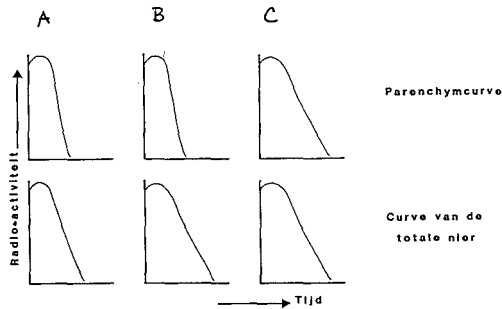 A B C
Parenchymcurve
Radio-activiteit
Curve van de
totale nier
Tijd